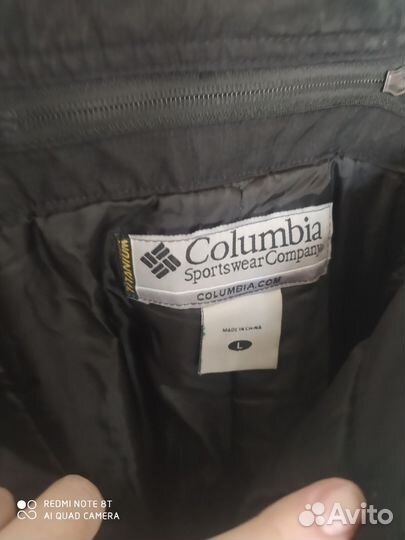 TITANIUM
Columbia
Sportswear Company
COLUMBIA.COM
MADE IN CHINA
L
REDMI NOTE 8T
AI QUAD CAMERA
Avito